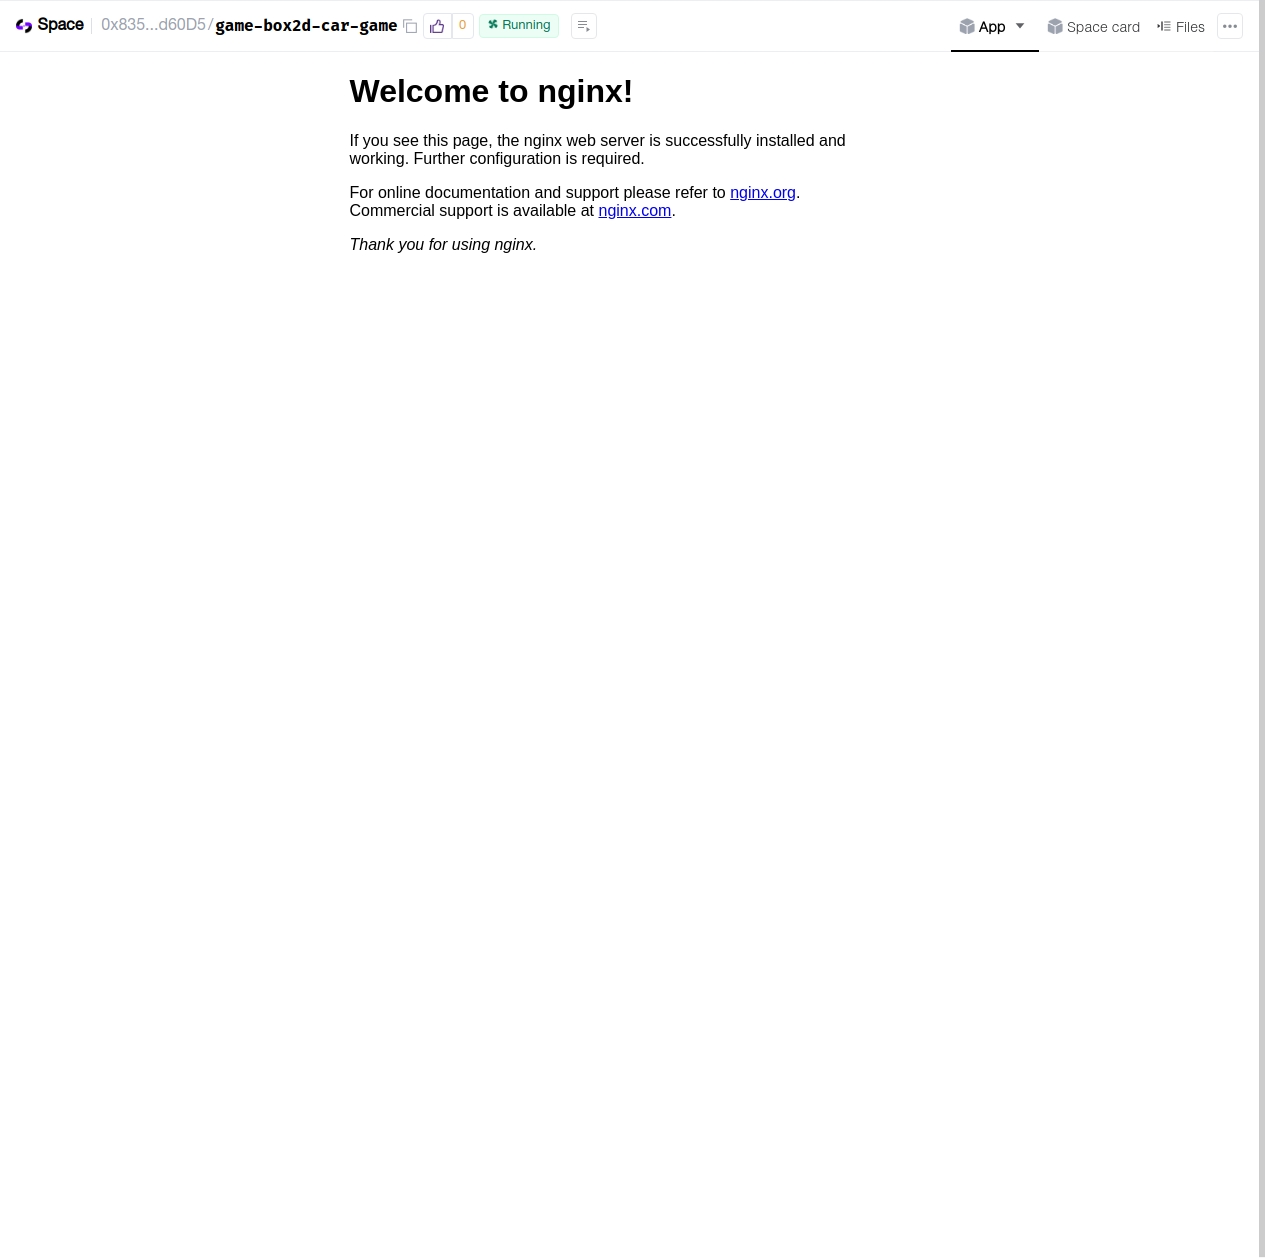 Space 0x835...d60D5/game-box2d-car-game 0 Running App Space card Files
Welcome to nginx!
If you see this page, the nginx web server is successfully installed and
working. Further configuration is required.
For online documentation and support please refer to nginx.org.
Commercial support is available at nginx.com.
Thank you for using nginx.